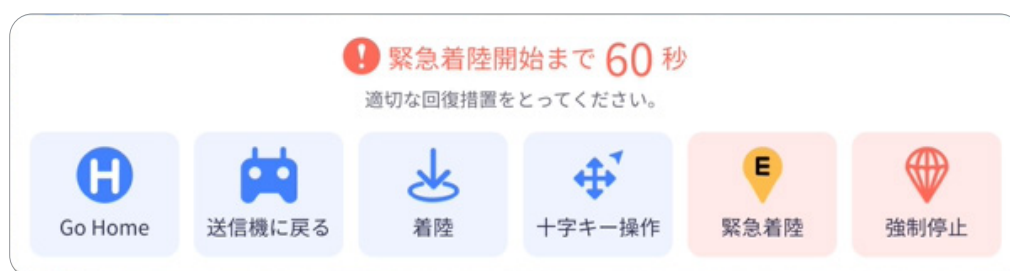 緊急着陸開始まで 60 秒
適切な回復措置をとってください。
H
E
Go Home
送信機に戻る
着陸
十字キー操作
緊急着陸
強制停止